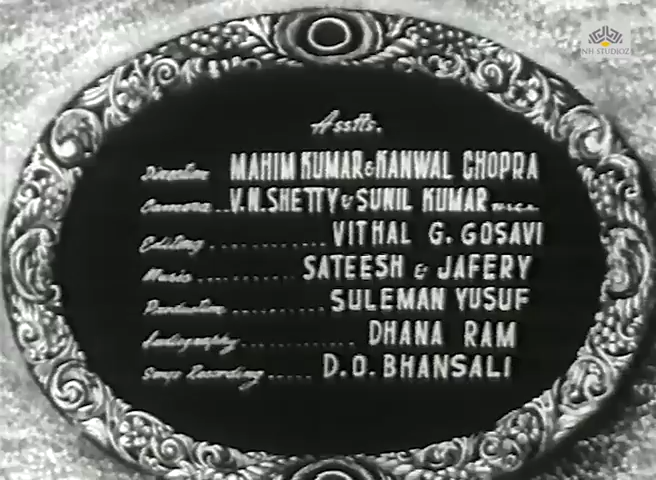 NH STUDIOZ
Asstts.
Direction MAHIM KUMAR & KANWAL CHOPRA
Camera.. V.N. SHETTY & SUNIL KUMAR
Editing ............ VITHAL G. GOSAVI
Music .......... SATEESH & JAFERY
Production .......... SULEMAN YUSUF
Audiography ............ DHANA RAM
Songs Recording ..... D.O. BHANSALI